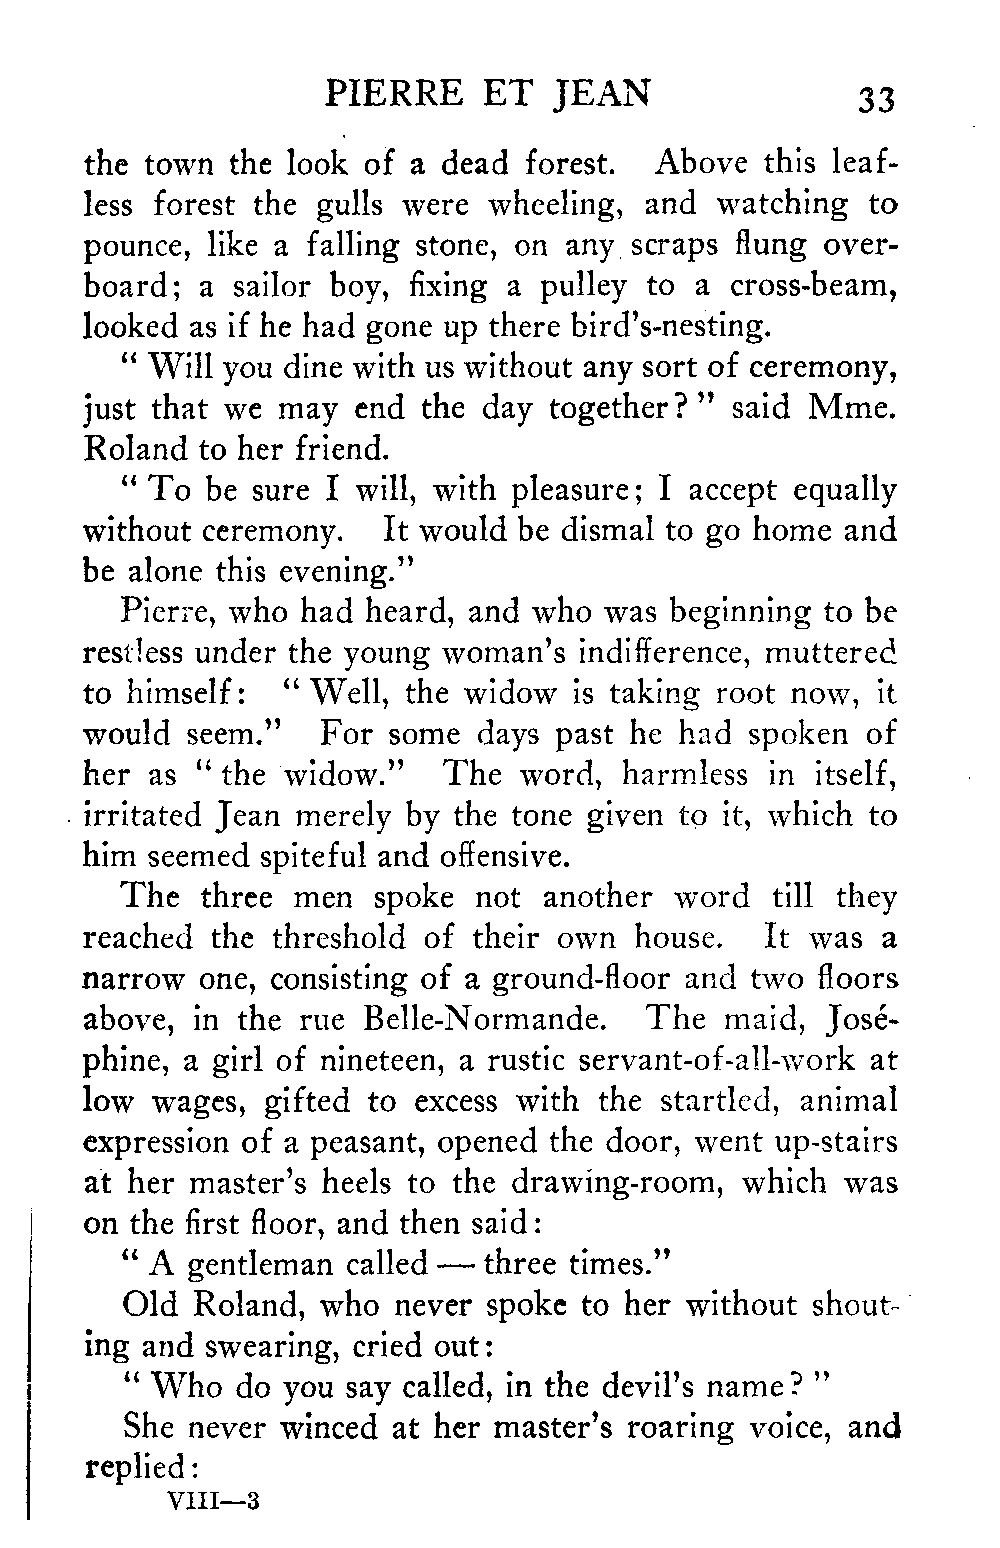 PIERRE ET JEAN 33
the town the look of a dead forest. Above this leaf-
less forest the gulls were wheeling, and watching to
pounce, like a falling stone, on any scraps flung over-
board; a sailor boy, fixing a pulley to a cross-beam,
looked as if he had gone up there bird's-nesting.
“ Will you dine with us without any sort of ceremony,
just that we may end the day together? ” said Mme.
Roland to her friend.
“ To be sure I will, with pleasure; I accept equally
without ceremony. It would be dismal to go home and
be alone this evening.”
Pierre, who had heard, and who was beginning to be
restless under the young woman's indifference, muttered
to himself: “ Well, the widow is taking root now, it
would seem.” For some days past he had spoken of
her as “ the widow.” The word, harmless in itself,
irritated Jean merely by the tone given to it, which to
him seemed spiteful and offensive.
The three men spoke not another word till they
reached the threshold of their own house. It was a
narrow one, consisting of a ground-floor and two floors
above, in the rue Belle-Normande. The maid, José-
phine, a girl of nineteen, a rustic servant-of-all-work at
low wages, gifted to excess with the startled, animal
expression of a peasant, opened the door, went up-stairs
at her master's heels to the drawing-room, which was
on the first floor, and then said:
“ A gentleman called — three times.”
Old Roland, who never spoke to her without shout-
ing and swearing, cried out:
“ Who do you say called, in the devil's name? ”
She never winced at her master's roaring voice, and
replied:
VIII—3